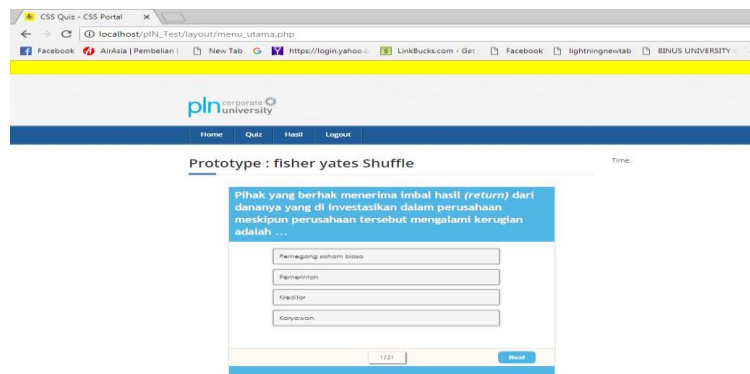 CSS Quiz - CSS Portal
localhost/plN_Test/layout/menu_utama.php
Facebook AirAsia | Pembelian | New Tab https://login.yahoo.c LinkBucks.com - Get Facebook lightningnewtab BINUS UNIVERSITY
pln corporate university
Home Quiz Hasil Logout
Prototype : fisher yates Shuffle
Time:
Pihak yang berhak menerima imbal hasil (return) dari
dananya yang di investasikan dalam perusahaan
meskipun perusahaan tersebut mengalami kerugian
adalah ...
Pemegang saham biasa
Pemerintah
Kreditor
Karyawan
1/21
Next